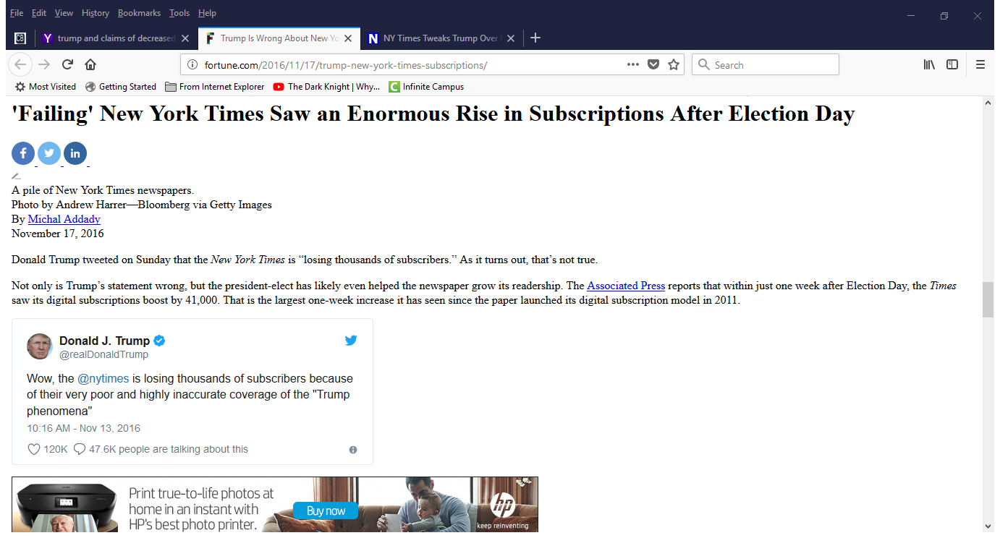 File Edit View History Bookmarks Tools Help
CB Y trump and claims of decreased F Trump Is Wrong About New Yo N NY Times Tweaks Trump Over
fortune.com/2016/11/17/trump-new-york-times-subscriptions/ Search
Most Visited Getting Started From Internet Explorer The Dark Knight | Why... C Infinite Campus
'Failing' New York Times Saw an Enormous Rise in Subscriptions After Election Day
f in
A pile of New York Times newspapers.
Photo by Andrew Harrer—Bloomberg via Getty Images
By Michal Addady
November 17, 2016
Donald Trump tweeted on Sunday that the New York Times is “losing thousands of subscribers.” As it turns out, that’s not true.
Not only is Trump’s statement wrong, but the president-elect has likely even helped the newspaper grow its readership. The Associated Press reports that within just one week after Election Day, the Times
saw its digital subscriptions boost by 41,000. That is the largest one-week increase it has seen since the paper launched its digital subscription model in 2011.
Donald J. Trump
@realDonaldTrump
Wow, the @nytimes is losing thousands of subscribers because
of their very poor and highly inaccurate coverage of the "Trump
phenomena"
10:16 AM - Nov 13, 2016
120K 47.6K people are talking about this
Print true-to-life photos at
home in an instant with
HP's best photo printer.
Buy now
hp
keep reinventing